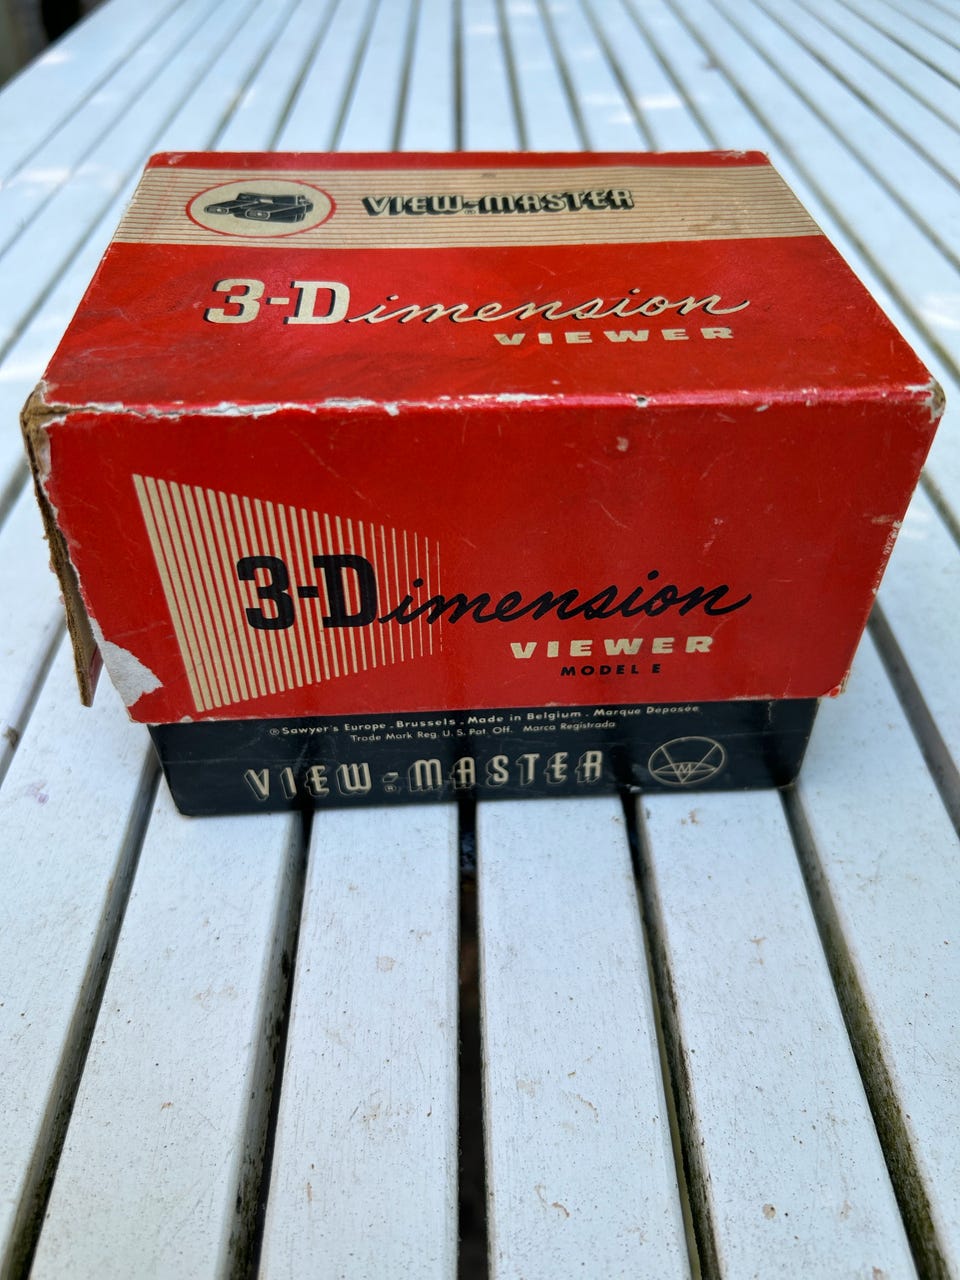 VIEW-MASTER
®
3-Dimension
VIEWER
3-Dimension
VIEWER
MODEL E
® Sawyer's Europe . Brussels . Made in Belgium . Marque Deposée
Trade Mark Reg. U. S. Pat. Off. Marca Registrada
VIEW-MASTER
®